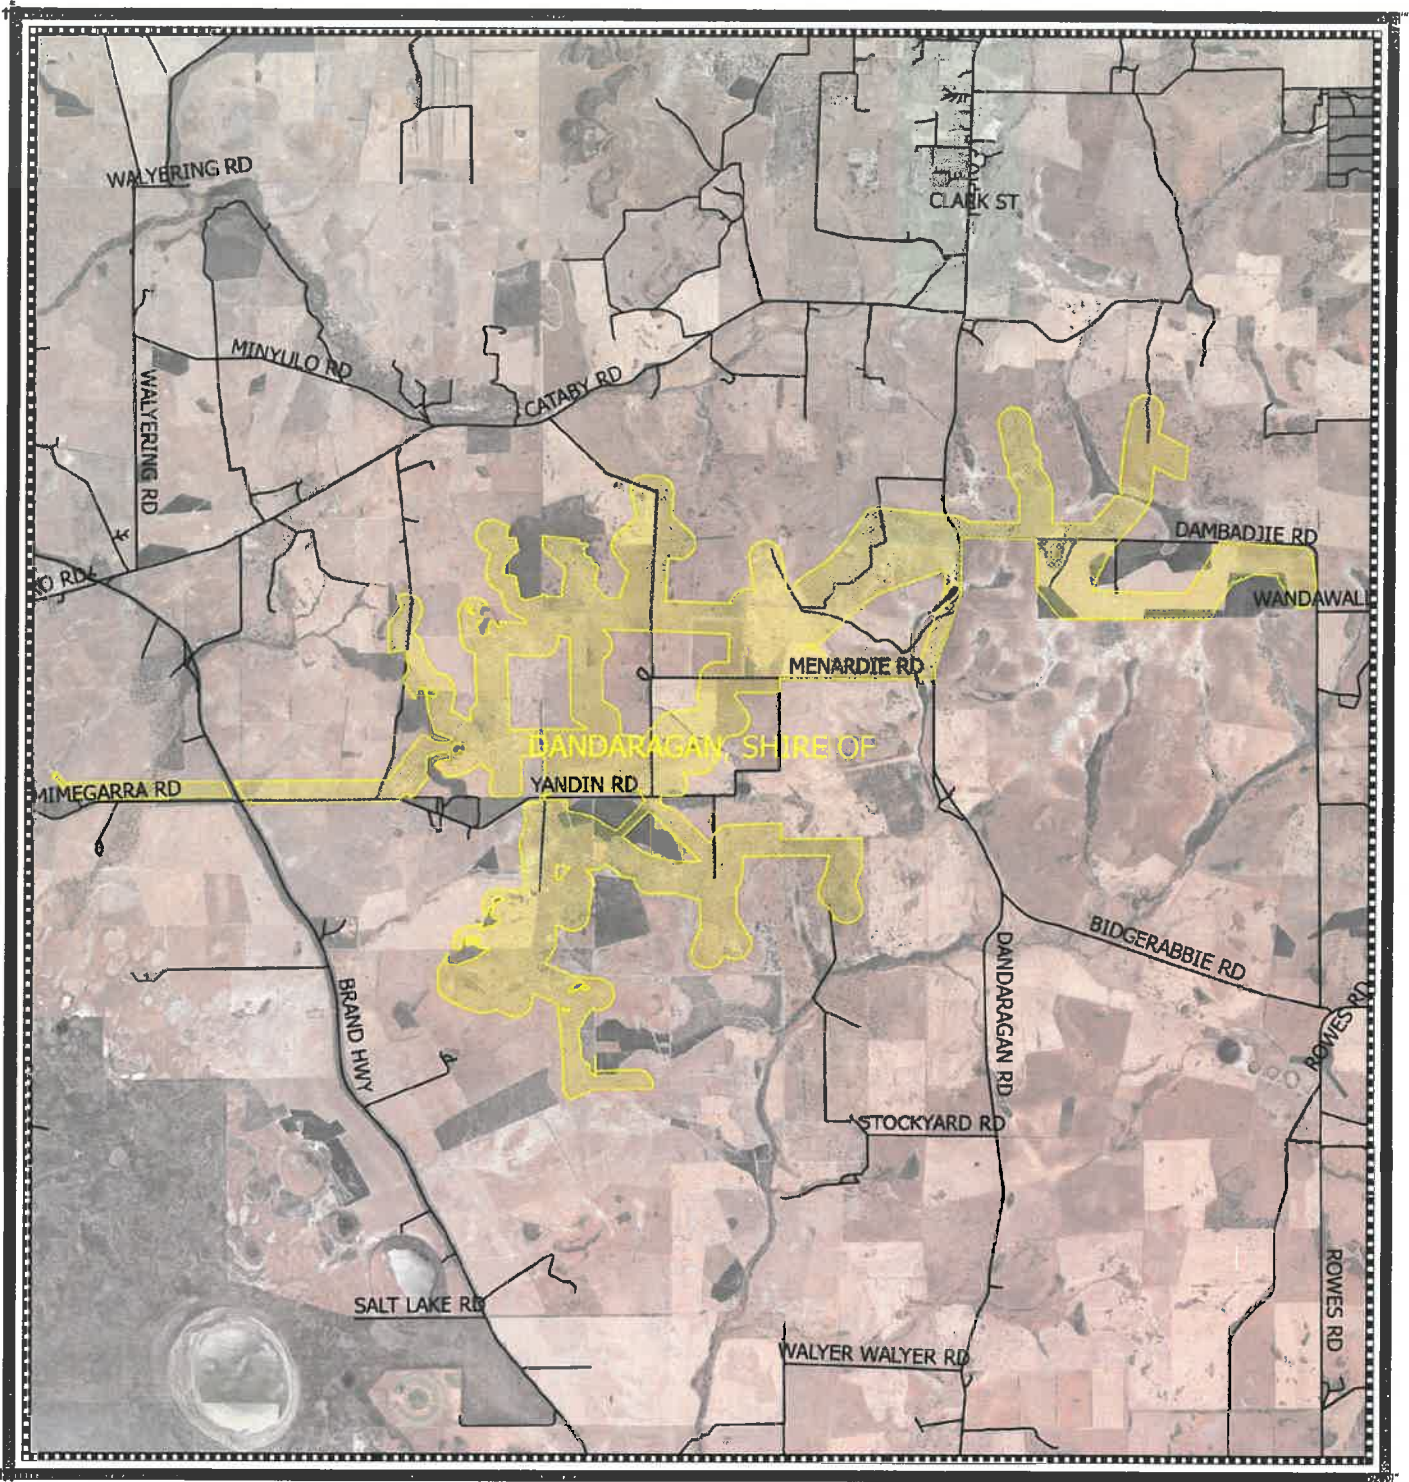 WALYERING RD
CLARK ST
MINYULO RD
CATABY RD
WALYERING RD
DAMBADJIE RD
O RD
WANDAWAL
MENARDIE RD
DANDARAGAN, SHIRE OF
YANDIN RD
MIMEGARRA RD
BIDGERABBIE RD
DANDARAGAN RD
BRAND HWY
ROWES RD
STOCKYARD RD
ROWES RD
SALT LAKE RD
WALYER WALYER RD